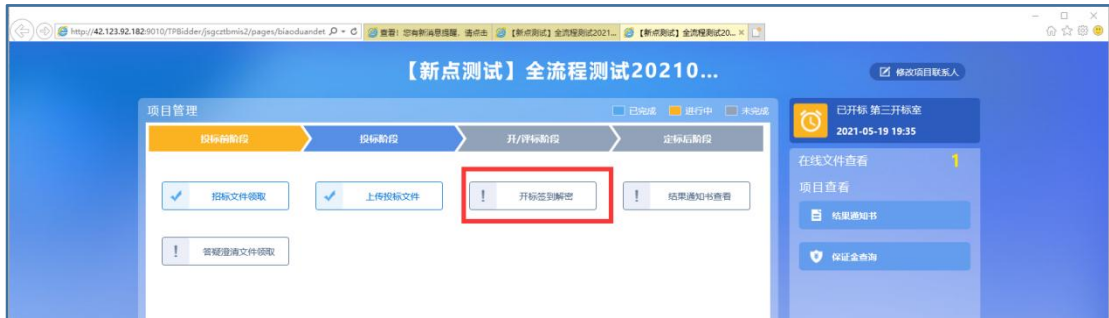 http://42.123.92.182:9010/TPBidder/jsgcztbmis2/pages/biaoduandet
查看！您有新消息提醒，请点击
【新点测试】全流程测试2021...
【新点测试】全流程测试20...
【新点测试】全流程测试20210...
修改项目联系人
项目管理
已完成
进行中
未完成
投标前阶段
投标阶段
开/评标阶段
定标后阶段
招标文件领取
上传投标文件
开标签到解密
结果通知书查看
答疑澄清文件领取
已开标 第三开标室
2021-05-19 19:35
在线文件查看 1
项目查看
结果通知书
保证金查询